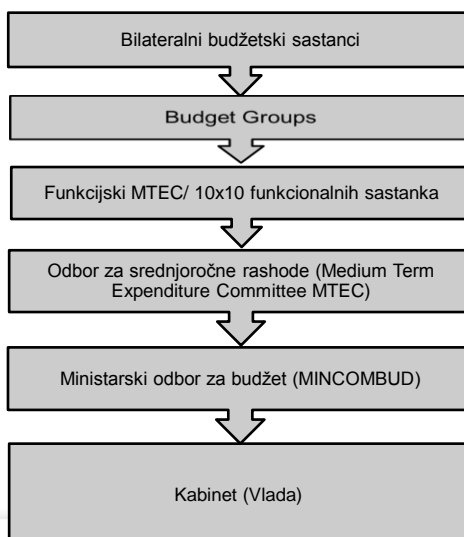 Bilateralni budžetski sastanci
Budget Groups
Funkcijski MTEC/ 10x10 funkcionalnih sastanka
Odbor za srednjoročne rashode (Medium Term
Expenditure Committee MTEC)
Ministarski odbor za budžet (MINCOMBUD)
Kabinet (Vlada)